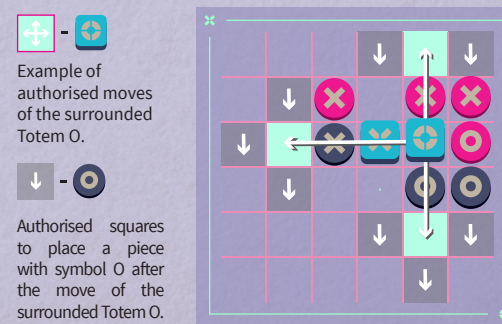 Example of
authorised moves
of the surrounded
Totem O.
Authorised squares
to place a piece
with symbol O after
the move of the
surrounded Totem O.